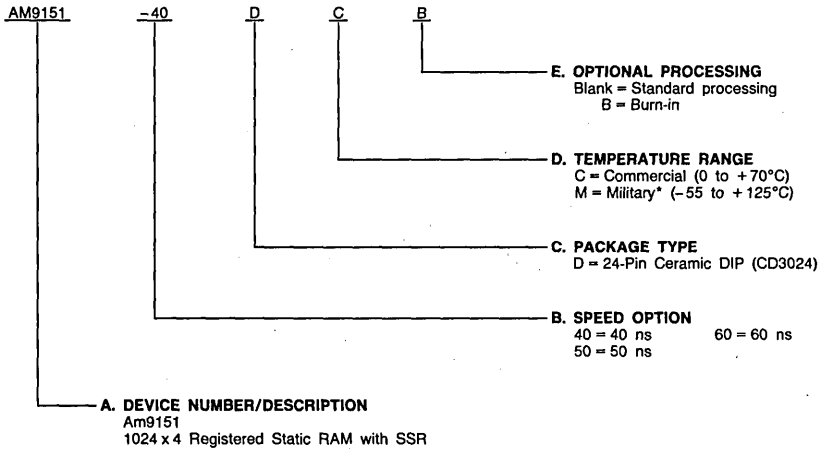 AM9151 -40 D C B
E. OPTIONAL PROCESSING
Blank = Standard processing
B = Burn-in
D. TEMPERATURE RANGE
C = Commercial (0 to +70°C)
M = Military* (-55 to +125°C)
C. PACKAGE TYPE
D = 24-Pin Ceramic DIP (CD3024)
B. SPEED OPTION
40 = 40 ns 60 = 60 ns
50 = 50 ns
A. DEVICE NUMBER/DESCRIPTION
Am9151
1024 x 4 Registered Static RAM with SSR